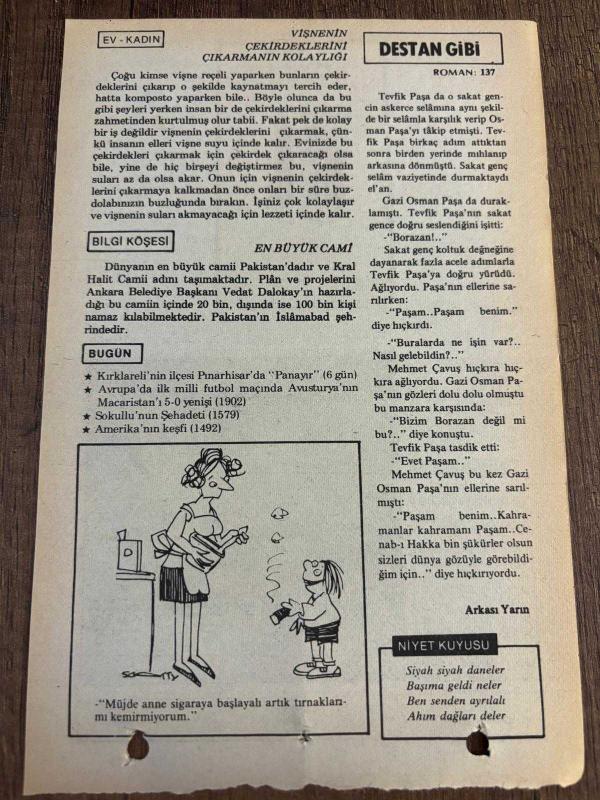 EV - KADIN
VİŞNENİN
ÇEKİRDEKLERİNİ
ÇIKARMANIN KOLAYLIĞI
Çoğu kimse vişne reçeli yaparken bunların çekir-
deklerini çıkarıp o şekilde kaynatmayı tercih eder,
hatta komposto yaparken bile.. Böyle olunca da bu
gibi şeyleri yerken insan bir de çekirdeklerini çıkarma
zahmetinden kurtulmuş olur tabii. Fakat pek de kolay
bir iş değildir vişnenin çekirdeklerini çıkarmak, çün-
kü insanın elleri vişne suyu içinde kalır. Evinizde bu
çekirdekleri çıkarmak için çekirdek çıkaracağı olsa
bile, yine de hiç birşeyi değiştirmez bu, vişnenin
suları az da olsa akar. Onun için vişnenin çekirdek-
lerini çıkarmaya kalkmadan önce onları bir süre buz-
dolabınızın buzluğunda bırakın. İşiniz çok kolaylaşır
ve vişnenin suları akmayacağı için lezzeti içinde kalır.
BİLGİ KÖŞESİ
EN BÜYÜK CAMİ
Dünyanın en büyük camii Pakistan'dadır ve Kral
Halit Camii adını taşımaktadır. Plân ve projelerini
Ankara Belediye Başkanı Vedat Dalokay'ın hazırla-
dığı bu camiin içinde 20 bin, dışında ise 100 bin kişi
namaz kılabilmektedir. Pakistan'ın İslâmabad şeh-
rindedir.
BUGÜN
★ Kırklareli'nin ilçesi Pınarhisar'da "Panayır" (6 gün)
★ Avrupa'da ilk milli futbol maçında Avusturya'nın
Macaristan'ı 5-0 yenişi (1902)
★ Sokullu'nun Şehadeti (1579)
★ Amerika'nın keşfi (1492)
-"Müjde anne sigaraya başlayalı artık tırnakları-
mı kemirmiyorum."
DESTAN GİBİ
ROMAN: 137
Tevfik Paşa da o sakat gen-
cin askerce selâmına aynı şekil-
de bir selâmla karşılık verip Os-
man Paşa'yı tâkip etmişti. Tev-
fik Paşa birkaç adım attıktan
sonra birden yerinde mıhlanıp
arkasına dönmüştü. Sakat genç
selâm vaziyetinde durmaktaydı
el'an.
Gazi Osman Paşa da durak-
lamıştı. Tevfik Paşa'nın sakat
gence doğru seslendiğini işitti:
-"Borazan!.."
Sakat genç koltuk değneğine
dayanarak fazla acele adımlarla
Tevfik Paşa'ya doğru yürüdü.
Ağlıyordu. Paşa'nın ellerine sa-
rılırken:
-"Paşam..Paşam benim."
diye hıçkırdı.
-"Buralarda ne işin var?..
Nasıl gelebildin?.."
Mehmet Çavuş hıçkıra hıç-
kıra ağlıyordu. Gazi Osman Pa-
şa'nın gözleri dolu dolu olmuştu
bu manzara karşısında:
-"Bizim Borazan değil mi
bu?.." diye konuştu.
Tevfik Paşa tasdik etti:
-"Evet Paşam.."
Mehmet Çavuş bu kez Gazi
Osman Paşa'nın ellerine sarıl-
mıştı:
-"Paşam benim..Kahra-
manlar kahramanı Paşam..Ce-
nab-ı Hakka bin şükürler olsun
sizleri dünya gözüyle görebildi-
ğim için.." diye hıçkırıyordu.
Arkası Yarın
NİYET KUYUSU
Siyah siyah daneler
Başıma geldi neler
Ben senden ayrılalı
Ahım dağları deler